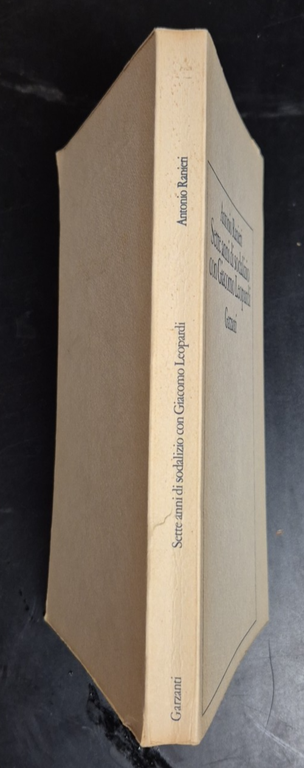 Antonio Ranieri
Sette anni di sodalizio
con Giacomo Leopardi
Garzanti
Garzanti
Sette anni di sodalizio con Giacomo Leopardi
Antonio Ranieri